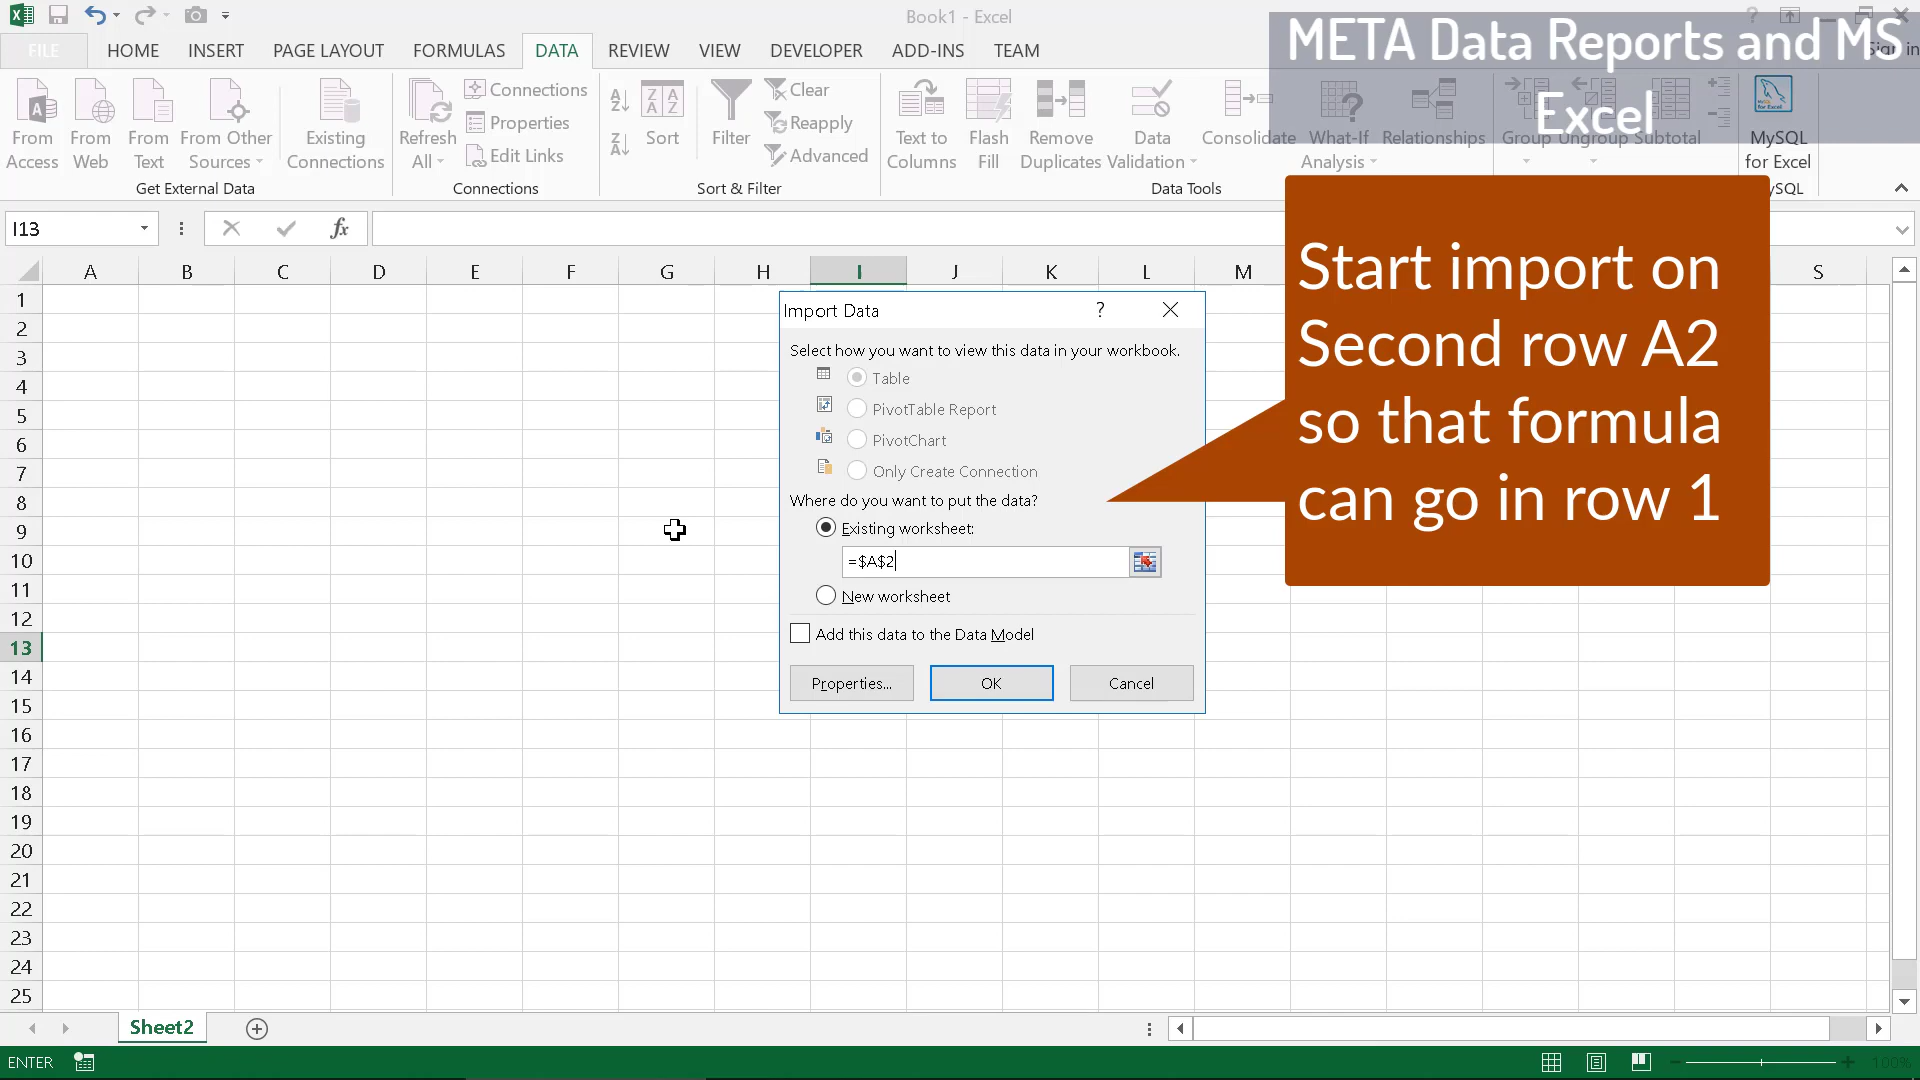 Book1 - Excel
META Data Reports and MS
Excel
Sign in
FILE HOME INSERT PAGE LAYOUT FORMULAS DATA REVIEW VIEW DEVELOPER ADD-INS TEAM
From Access
From Web
From Text
From Other Sources
Existing Connections
Get External Data
Refresh All
Connections
Properties
Edit Links
Connections
Sort
Filter
Clear
Reapply
Advanced
Sort & Filter
Text to Columns
Flash Fill
Remove Duplicates
Data Validation
Consolidate
What-If Analysis
Relationships
Data Tools
Group
Ungroup
Subtotal
MySQL for Excel
I13
fx
A B C D E F G H I J K L M S
1
2
3
4
5
6
7
8
9
10
11
12
13
14
15
16
17
18
19
20
21
22
23
24
25
Import Data ?
Select how you want to view this data in your workbook.
Table
PivotTable Report
PivotChart
Only Create Connection
Where do you want to put the data?
Existing worksheet:
=$A$2
New worksheet
Add this data to the Data Model
Properties... OK Cancel
Start import on
Second row A2
so that formula
can go in row 1
Sheet2
ENTER
100%